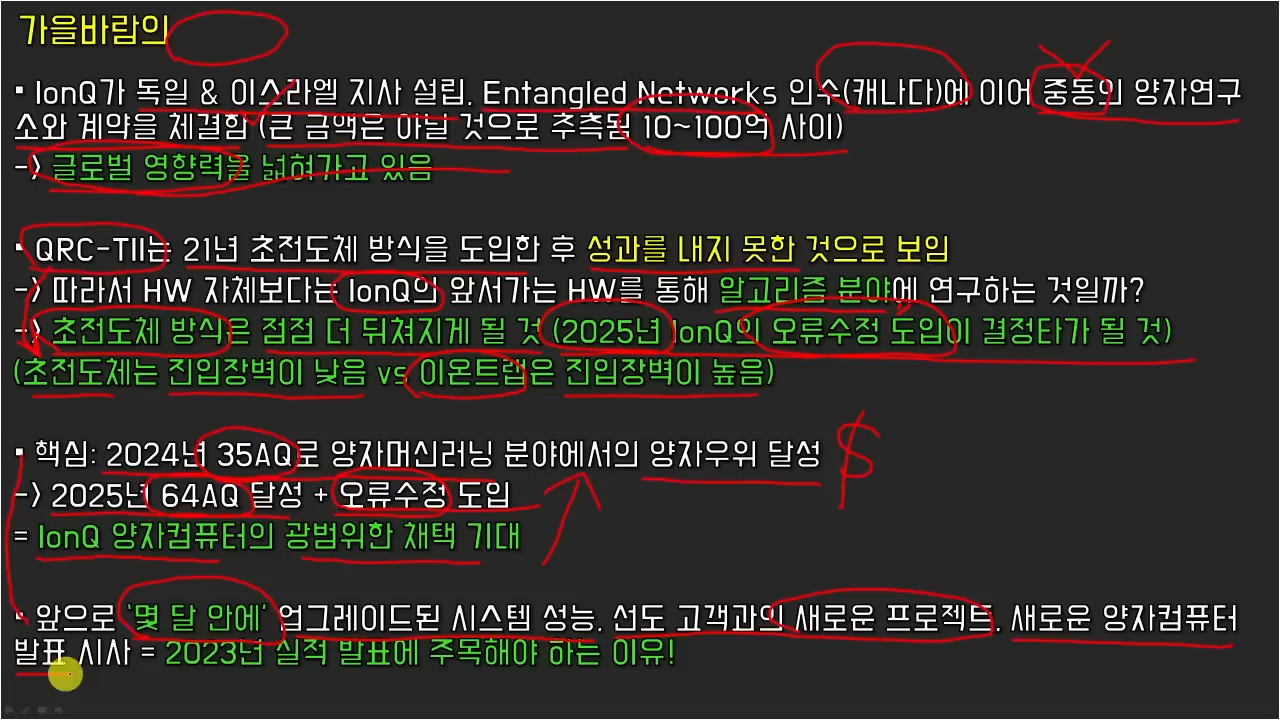 가을바람의
▪ IonQ가 독일 & 이스라엘 지사 설립, Entangled Networks 인수(캐나다)에 이어 중동의 양자연구
소와 계약을 체결함 (큰 금액은 아닐 것으로 추측됨 10~100억 사이)
-> 글로벌 영향력을 넓혀가고 있음
▪ QRC-TII는 21년 초전도체 방식을 도입한 후 성과를 내지 못한 것으로 보임
-> 따라서 HW 자체보다는 IonQ의 앞서가는 HW를 통해 알고리즘 분야에 연구하는 것일까?
-> 초전도체 방식은 점점 더 뒤쳐지게 될 것 (2025년 IonQ의 오류수정 도입이 결정타가 될 것)
(초전도체는 진입장벽이 낮음 vs 이온트랩은 진입장벽이 높음)
▪ 핵심: 2024년 35AQ로 양자머신러닝 분야에서의 양자우위 달성 $
-> 2025년 64AQ 달성 + 오류수정 도입
= IonQ 양자컴퓨터의 광범위한 채택 기대
▪ 앞으로 '몇 달 안에' 업그레이드된 시스템 성능, 선도 고객과의 새로운 프로젝트, 새로운 양자컴퓨터
발표 시사 = 2023년 실적 발표에 주목해야 하는 이유!